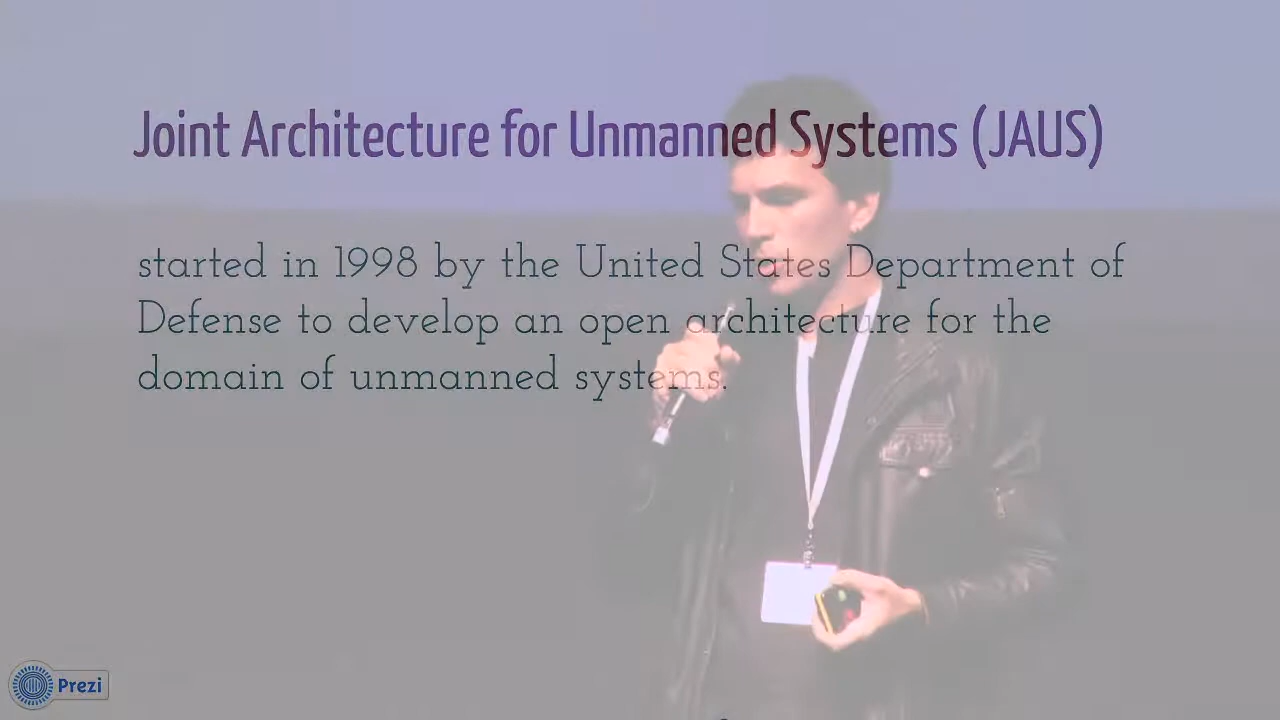 Joint Architecture for Unmanned Systems (JAUS)
started in 1998 by the United States Department of
Defense to develop an open architecture for the
domain of unmanned systems.
Prezi